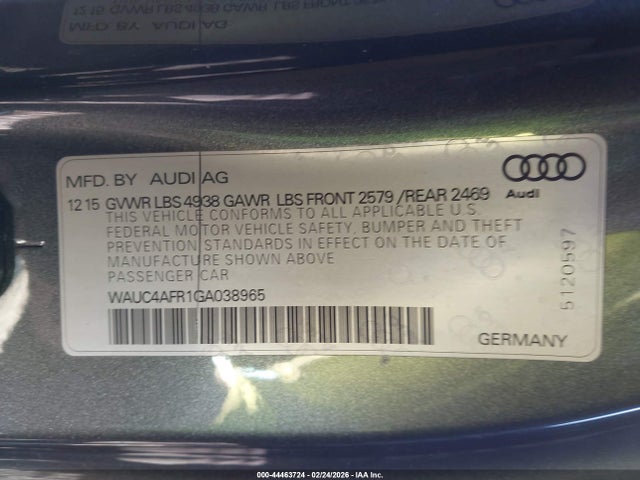 MFD. BY AUDI AG
12 15 GVWR LBS 4938 GAWR LBS FRONT 2579 /REAR 2469
THIS VEHICLE CONFORMS TO ALL APPLICABLE U.S.
FEDERAL MOTOR VEHICLE SAFETY, BUMPER AND THEFT
PREVENTION STANDARDS IN EFFECT ON THE DATE OF
MANUFACTURE SHOWN ABOVE
PASSENGER CAR
WAUC4AFR1GA038965
Audi
5120597
GERMANY
000-44463724 - 02/24/2026 - IAA Inc.